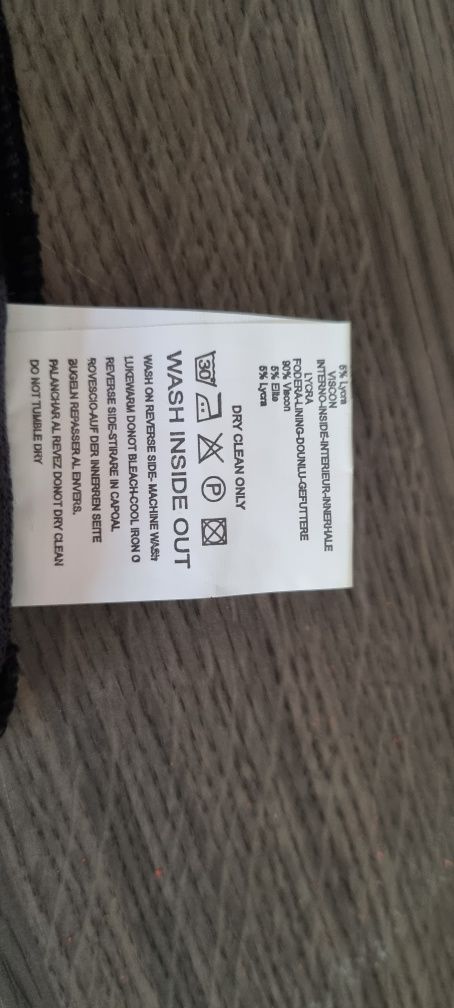 5% Lycra
VISCON
INTERNO-INSIDE-INTERIEUR-INNERHALE
LYCRA
FODERA-LINING-DOUNLU-GEFUTTERE
90% Viscon
5% Elite
5% Lycra
DRY CLEAN ONLY
30 P
WASH INSIDE OUT
WASH ON REVERSE SIDE- MACHINE WASH
LUKEWARM DONOT BLEACH-COOL IRON O
REVERSE SIDE-STIRARE IN CAPOAL
ROVESCIO-AUF DER INNERREN SEITE
BUGELN REPASSER AL ENVERS.
PALANCHAR AL REVEZ DONOT DRY CLEAN
DO NOT TUMBLE DRY